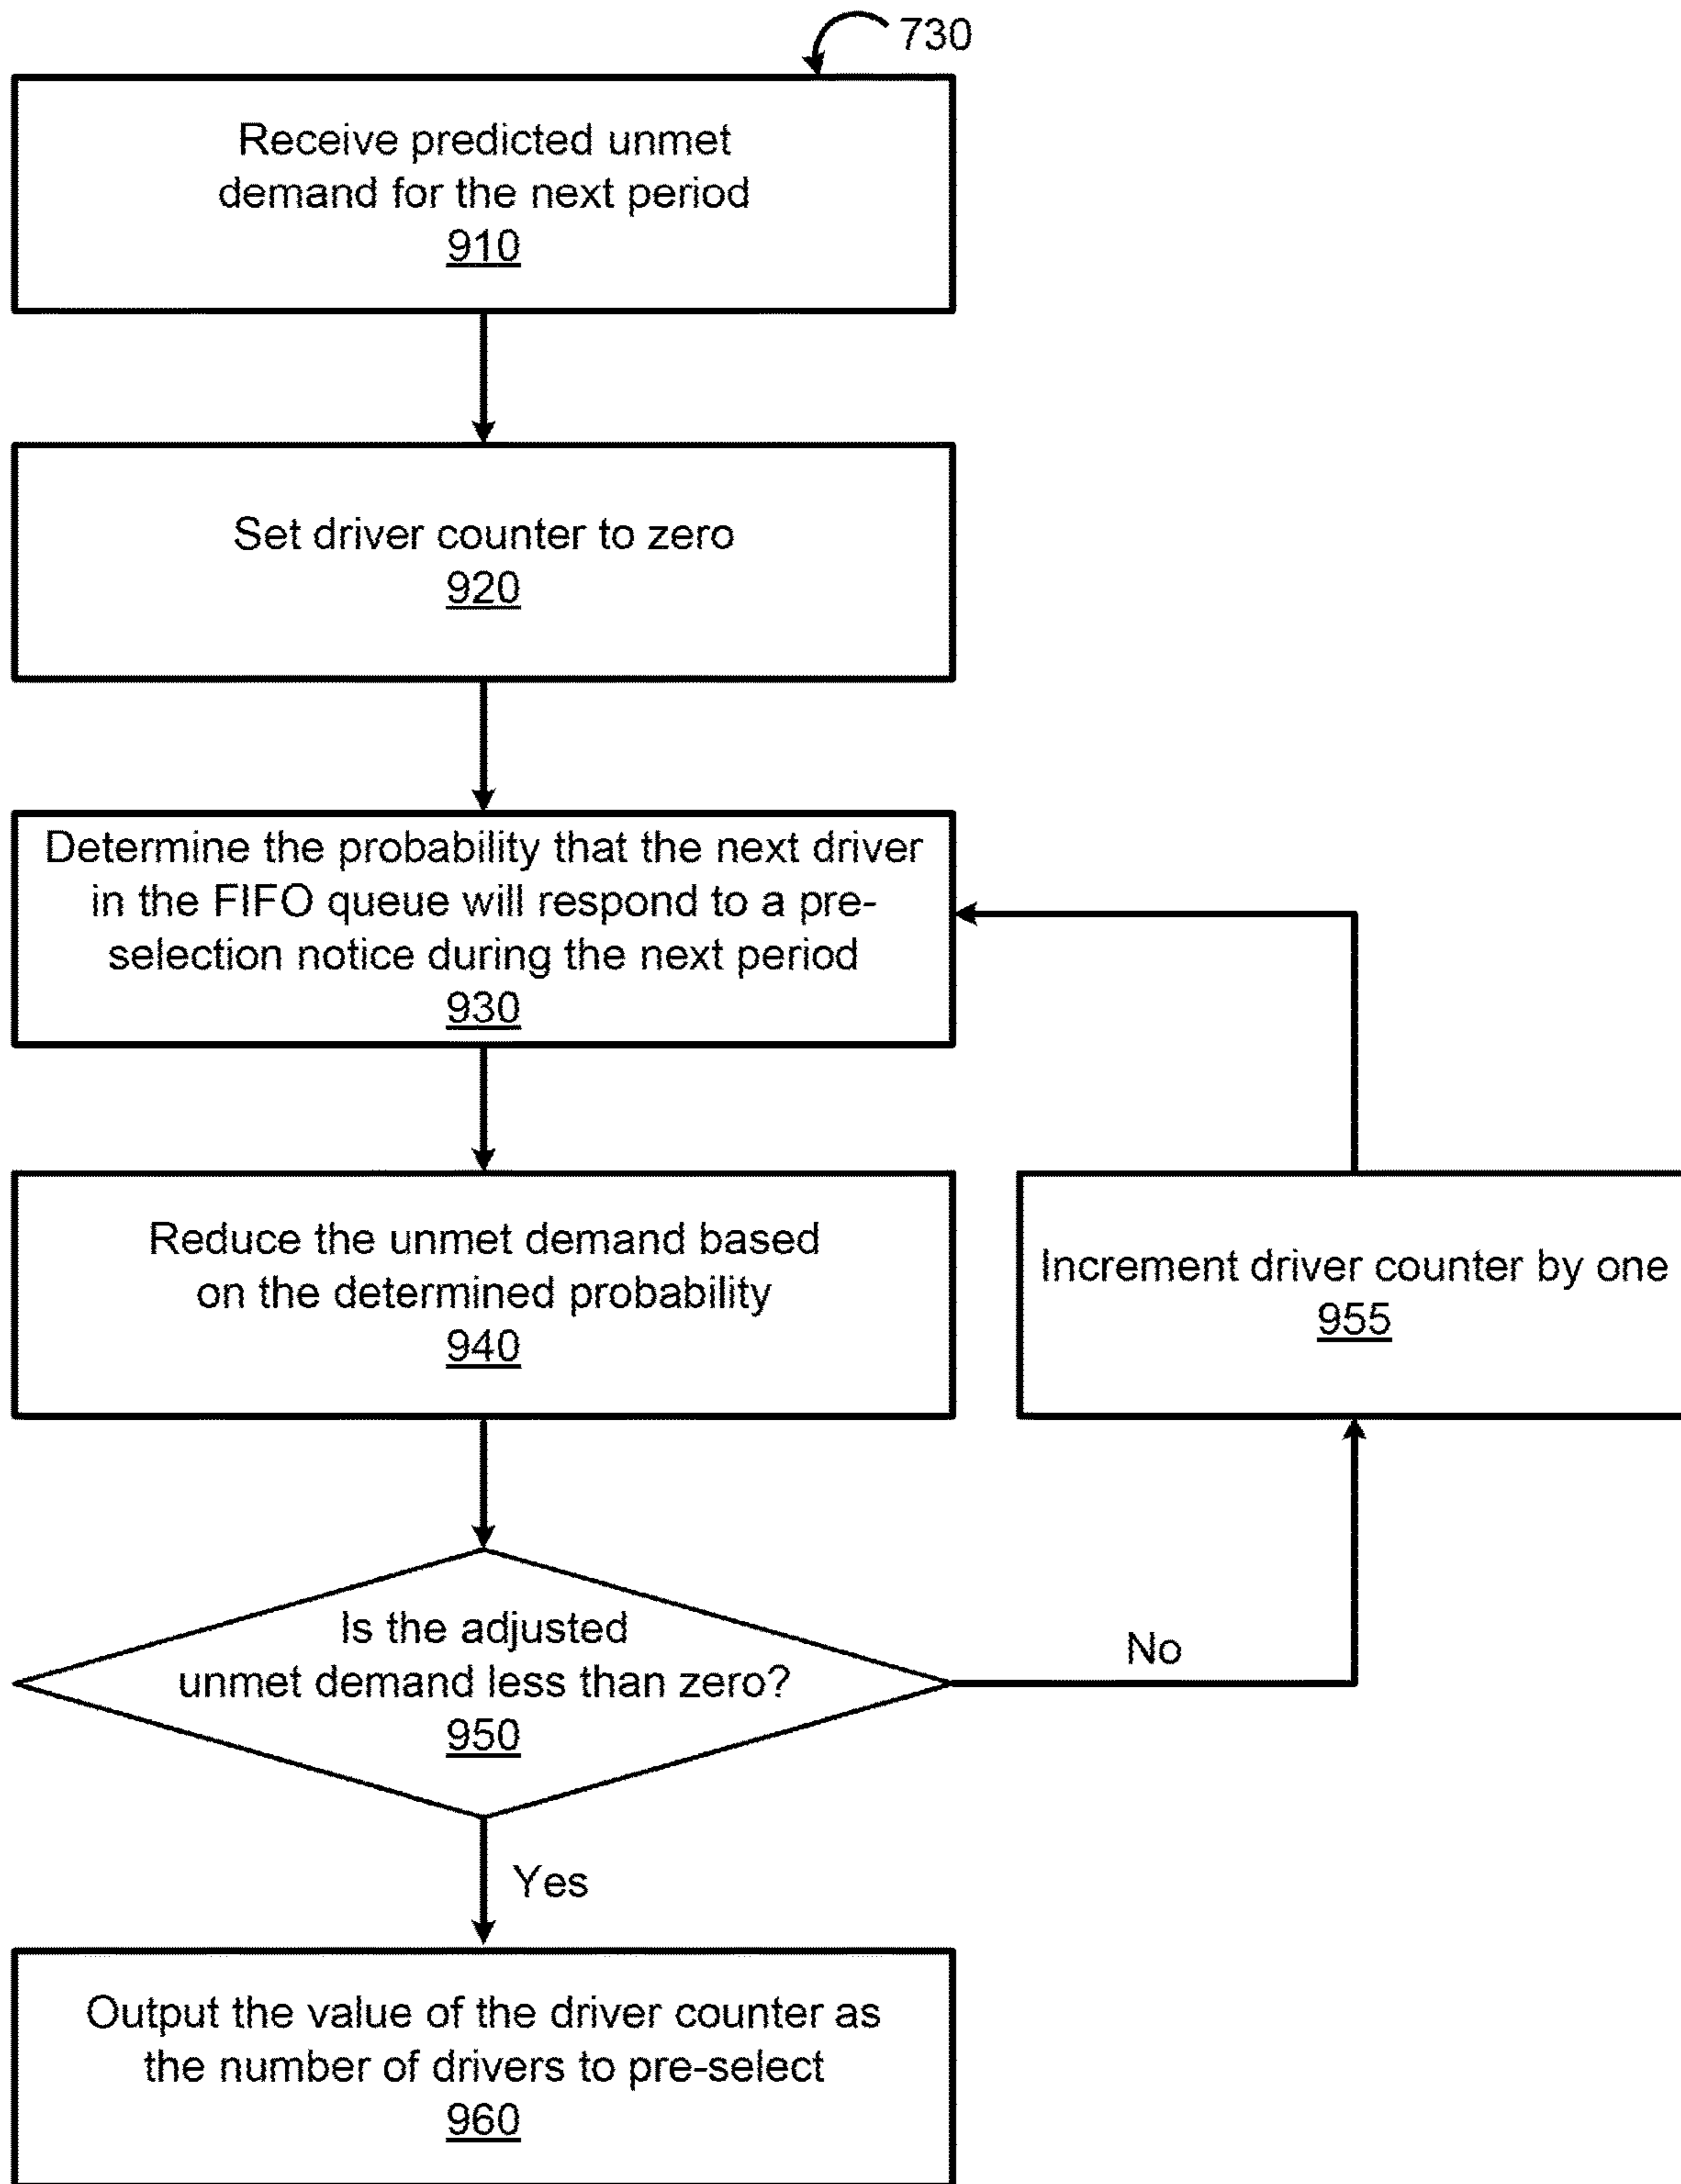 730
Receive predicted unmet
demand for the next period
910
Set driver counter to zero
920
Determine the probability that the next driver
in the FIFO queue will respond to a pre-
selection notice during the next period
930
Reduce the unmet demand based
on the determined probability
940
Increment driver counter by one
955
Is the adjusted
unmet demand less than zero?
950
No
Yes
Output the value of the driver counter as
the number of drivers to pre-select
960